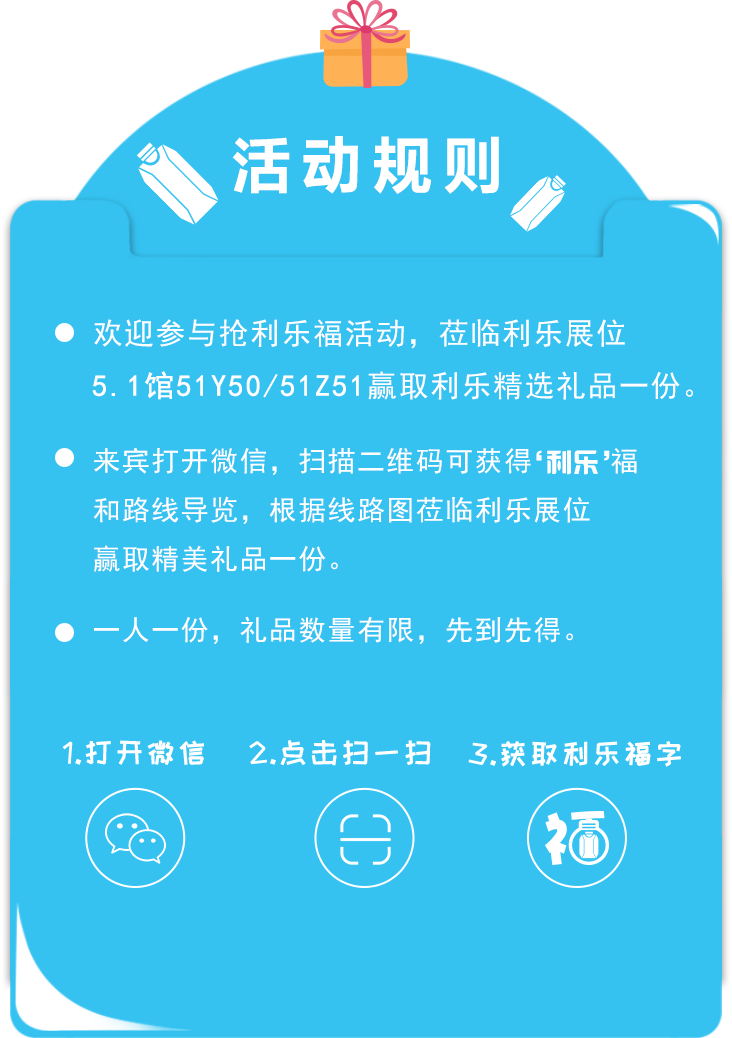 活动规则
欢迎参与抢利乐福活动，莅临利乐展位
5.1馆51Y50/51Z51赢取利乐精选礼品一份。
来宾打开微信，扫描二维码可获得‘利乐’福
和路线导览，根据线路图莅临利乐展位
赢取精美礼品一份。
一人一份，礼品数量有限，先到先得。
1.打开微信 2.点击扫一扫 3.获取利乐福字
福